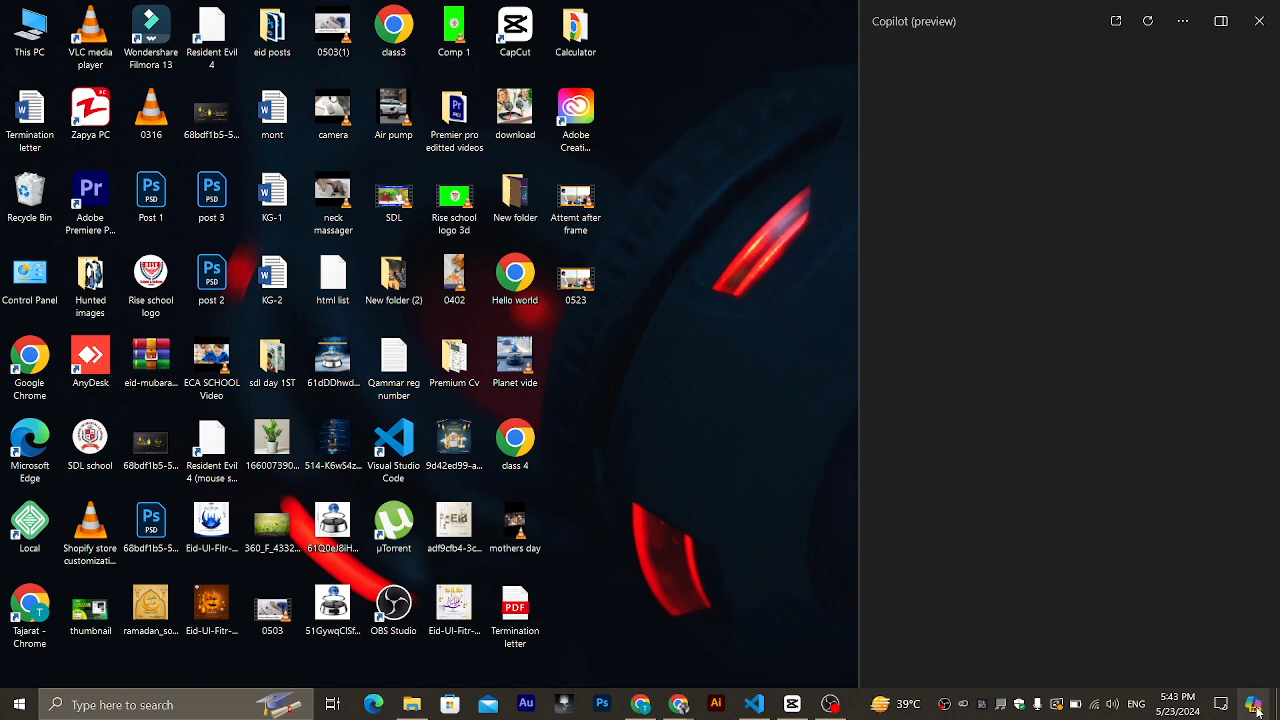 This PC
VLC media player
Wondershare Filmora 13
Resident Evil 4
eid posts
0503(1)
class3
Comp 1
CapCut
Calculator
Copilot (preview)
Termination letter
Zapya PC
0316
68bdf1b5-5...
mont
camera
Air pump
Premier pro editted videos
download
Adobe Creati...
Recycle Bin
Adobe Premiere P...
Post 1
post 3
KG-1
neck massager
SDL
Rise school logo 3d
New folder
Attemt after frame
Control Panel
Hunted images
Rise school logo
post 2
KG-2
html list
New folder (2)
0402
Hello world
0523
Google Chrome
AnyDesk
eid-mubara...
ECA SCHOOL Video
sdl day 1ST
61dDDhwd...
Qammar reg number
Premium Cv
Planet vide
Microsoft Edge
SDL school
68bdf1b5-5...
Resident Evil 4 (mouse s...
166007390...
514-K6wS4z...
Visual Studio Code
9d42ed99-a...
class 4
Local
Shopify store customizati...
68bdf1b5-5...
Eid-Ul-Fitr-...
360_F_4332...
61Q0eJ8iH...
µTorrent
adf9cfb4-3c...
mothers day
Tajarat - Chrome
thumbnail
ramadan_so...
Eid-Ul-Fitr-...
0503
51GywqCISf...
OBS Studio
Eid-Ul-Fitr-...
Termination letter
Type here to search
39°C
ENG
5:43 PM
5/23/2024